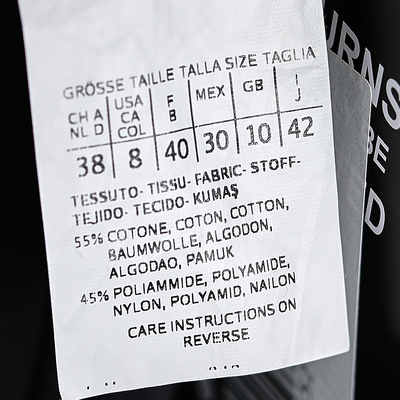 GRÖSSE TAILLE TALLA SIZE TAGLIA
CH A NL D USA CA COL F B MEX GB I J
38 8 40 30 10 42
TESSUTO- TISSU- FABRIC- STOFF-
TEJIDO- TECIDO- KUMAŞ
55% COTONE, COTON, COTTON,
BAUMWOLLE, ALGODON,
ALGODAO, PAMUK
45% POLIAMMIDE, POLYAMIDE,
NYLON, POLYAMID, NAILON
CARE INSTRUCTIONS ON
REVERSE